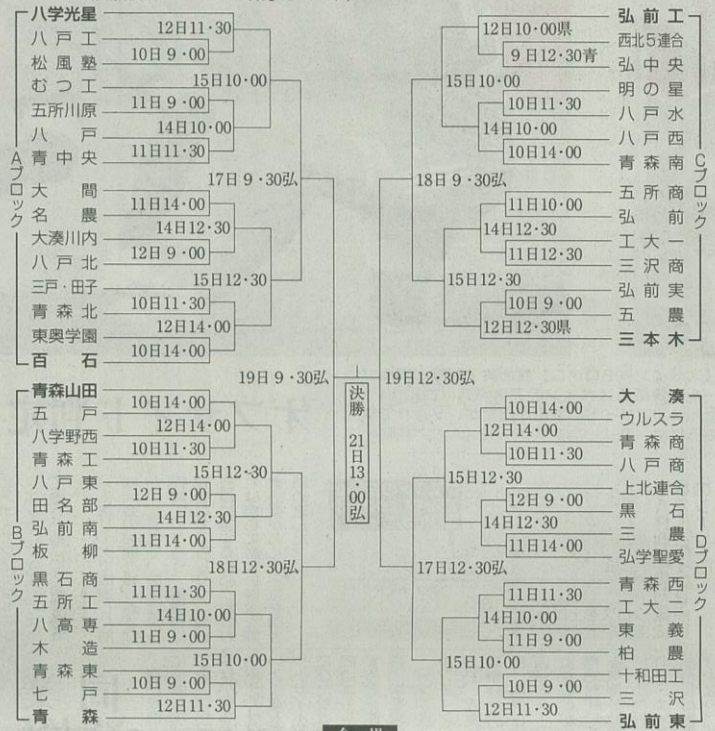 Aブロック
八学光星
八戸工
松風塾
むつ工
五所川原
八戸
青中央
大間
名農
大湊川内
八戸北
三戸・田子
青森北
東奥学園
百石
12日11・30
10日9・00
15日10・00
11日9・00
14日10・00
11日11・30
17日9・30弘
11日14・00
14日12・30
12日9・00
15日12・30
10日11・30
12日14・00
10日14・00
19日9・30弘
Bブロック
青森山田
五戸
八学野西
青森工
八戸東
田名部
弘前南
板柳
黒石商
五所工
八高専
木造
青森東
七戸
青森
10日14・00
12日14・00
10日11・30
15日12・30
12日9・00
14日12・30
11日14・00
18日12・30弘
11日11・30
14日10・00
11日9・00
15日10・00
10日9・00
12日11・30
決勝 21日13・00弘
Cブロック
弘前工
西北5連合
弘中央
明の星
八戸水
八戸西
青森南
五所商
弘前
工大一
三沢商
弘前実
五農
三本木
12日10・00県
9日12・30青
15日10・00
10日11・30
14日10・00
10日14・00
18日9・30弘
11日10・00
14日12・30
11日12・30
15日12・30
10日9・00
12日12・30県
19日12・30弘
Dブロック
大湊
ウルスラ
青森商
八戸商
上北連合
黒石
三農
弘学聖愛
青森西
工大二
東義
柏農
十和田工
三沢
弘前東
10日14・00
12日14・00
10日11・30
15日12・30
12日9・00
14日12・30
11日14・00
17日12・30弘
11日11・30
14日10・00
11日9・00
15日10・00
10日9・00
12日11・30